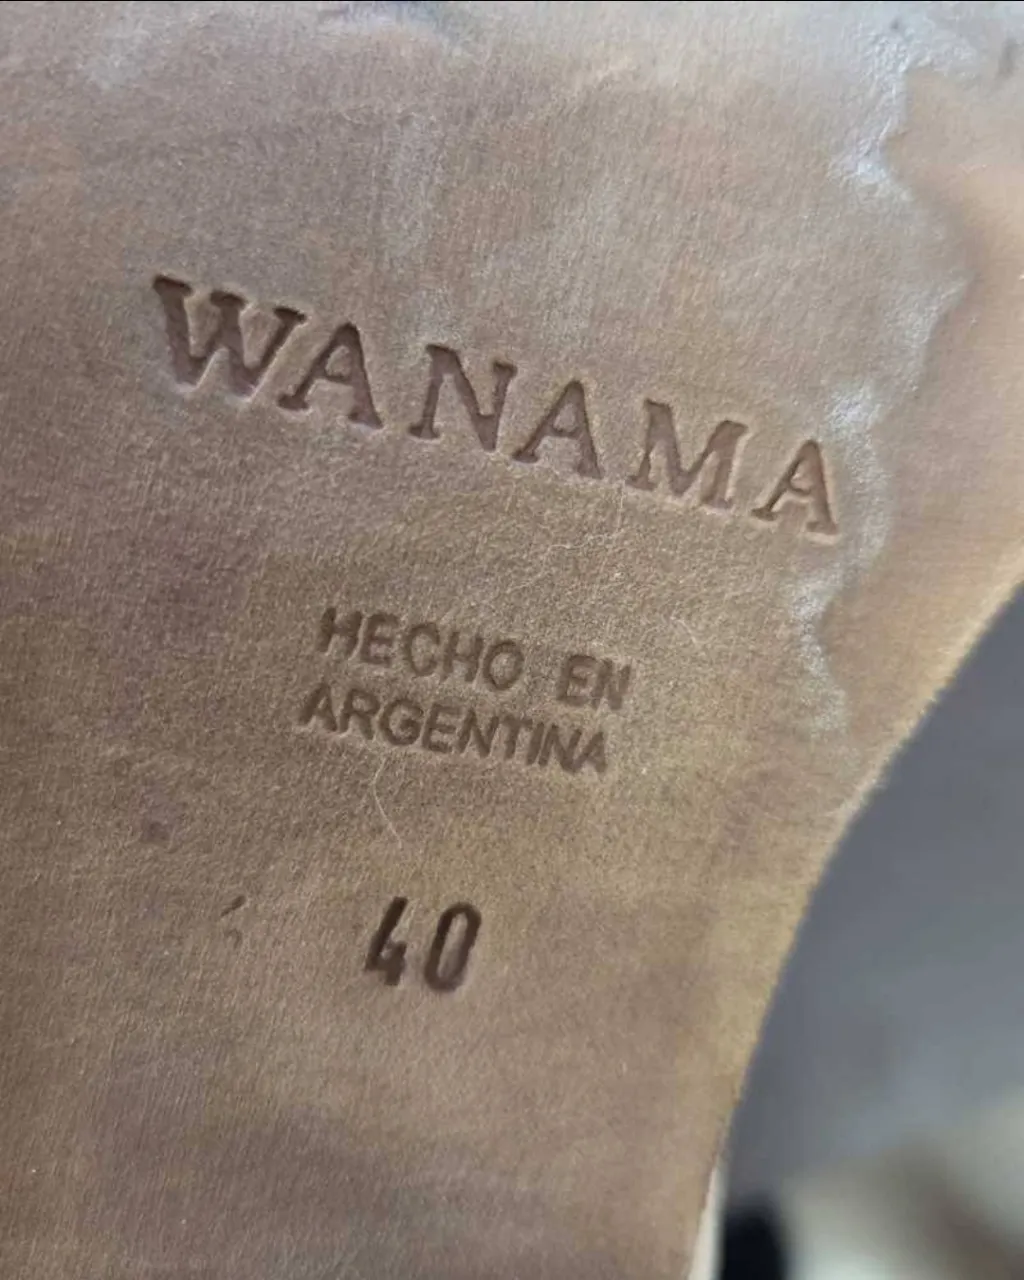 WANAMA
HECHO EN
ARGENTINA
40